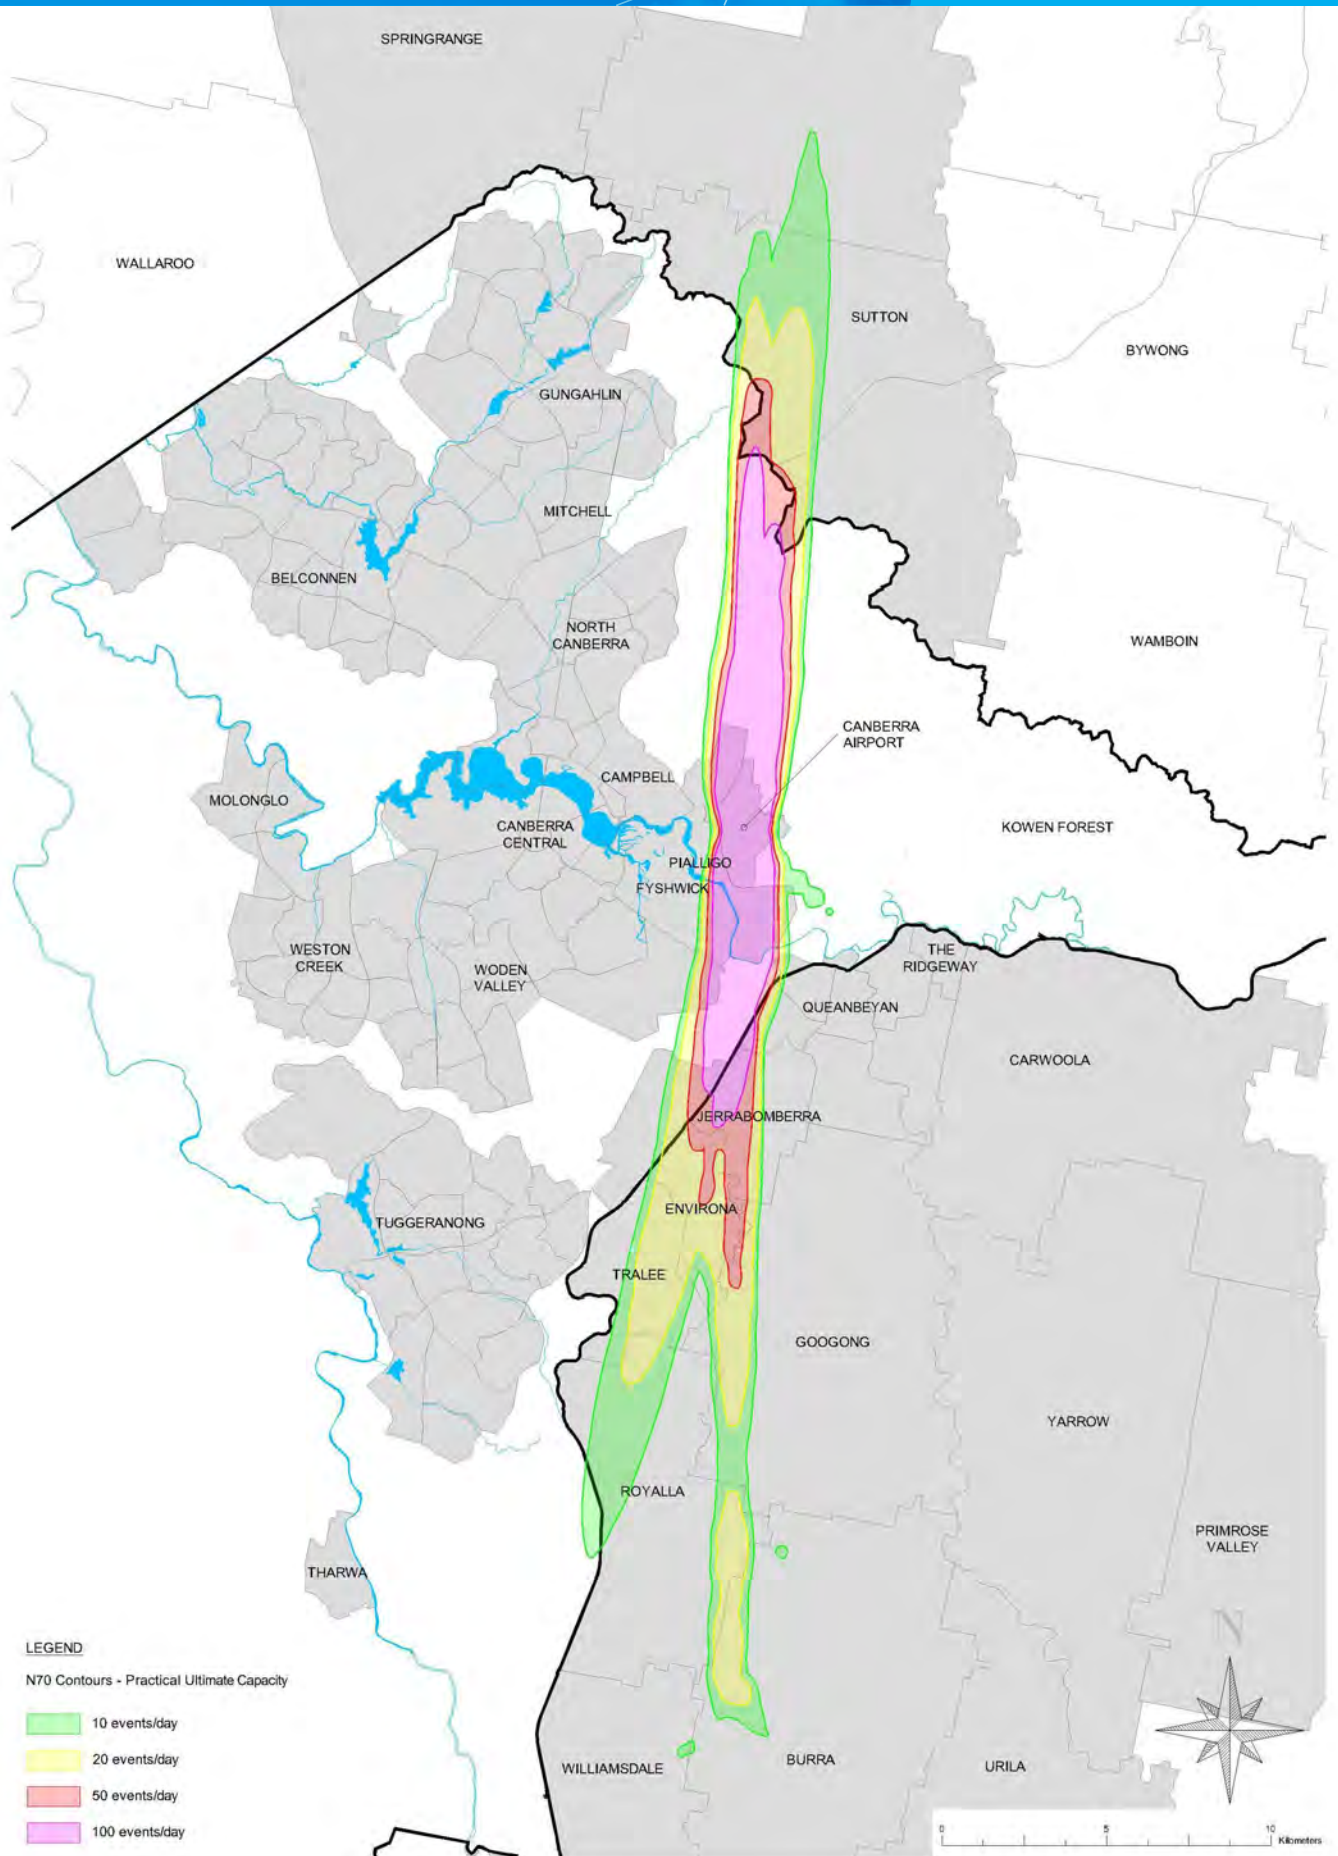 SPRINGRANGE
WALLAROO
SUTTON
BYWONG
GUNGAHLIN
MITCHELL
BELCONNEN
NORTH
CANBERRA
WAMBOIN
CANBERRA
AIRPORT
CAMPBELL
MOLONGLO
CANBERRA
CENTRAL
KOWEN FOREST
PIALLIGO
FYSHWICK
WESTON
CREEK
WODEN
VALLEY
THE
RIDGEWAY
QUEANBEYAN
CARWOOLA
JERRABOMBERRA
ENVIRONA
TUGGERANONG
TRALEE
GOOGONG
YARROW
ROYALLA
PRIMROSE
VALLEY
THARWA
N
LEGEND
N70 Contours - Practical Ultimate Capacity
10 events/day
20 events/day
50 events/day
100 events/day
WILLIAMSDALE
BURRA
URILA
0 5 10
Kilometers